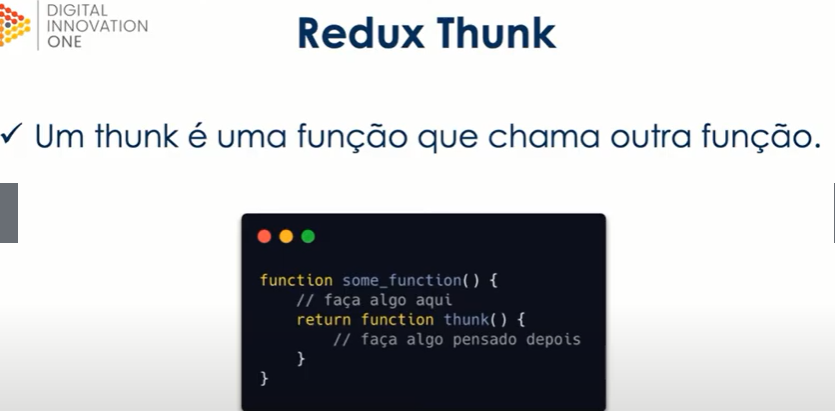 DIGITAL
INNOVATION
ONE
Redux Thunk
✓ Um thunk é uma função que chama outra função.
function some_function() {
    // faça algo aqui
    return function thunk() {
        // faça algo pensado depois
    }
}